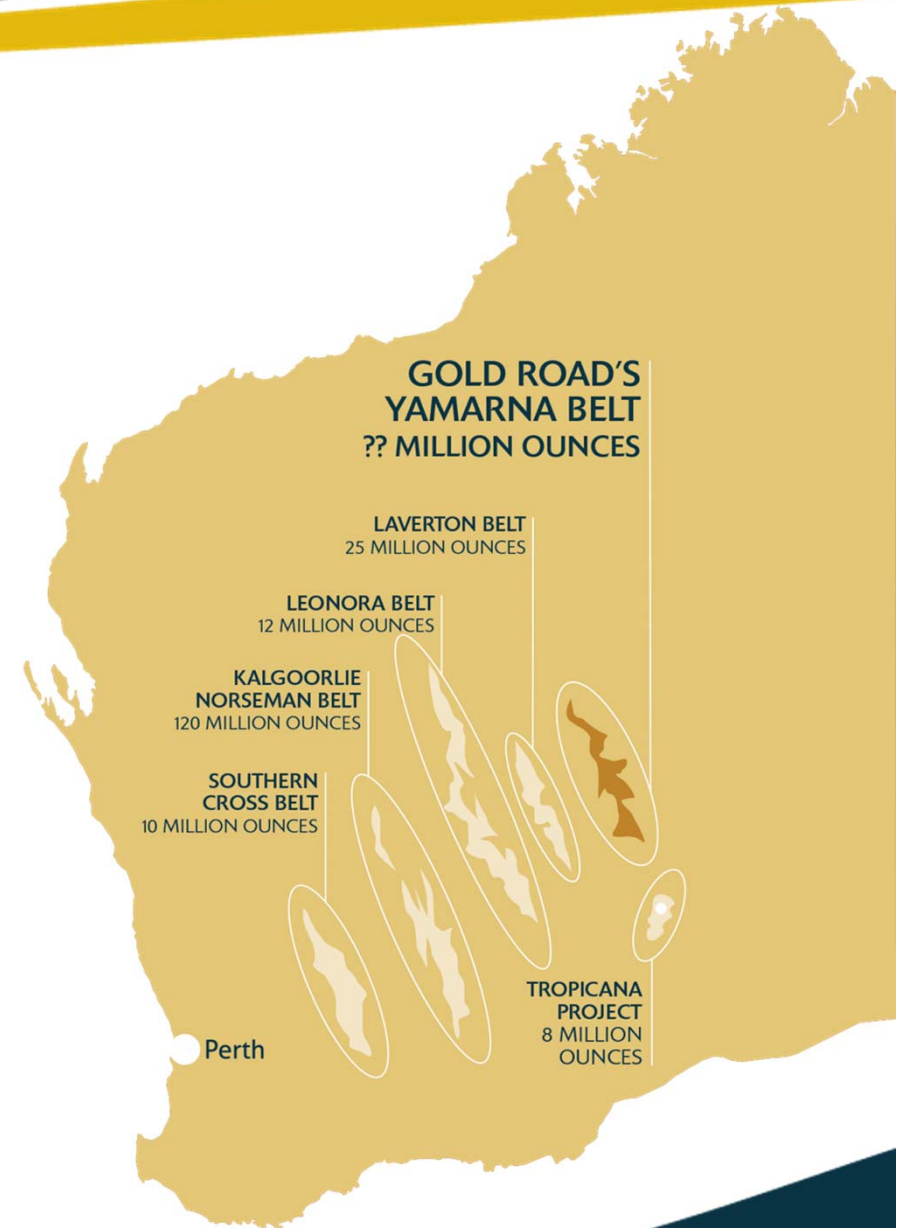 GOLD ROAD'S
YAMARNA BELT
?? MILLION OUNCES
LAVERTON BELT
25 MILLION OUNCES
LEONORA BELT
12 MILLION OUNCES
KALGOORLIE
NORSEMAN BELT
120 MILLION OUNCES
SOUTHERN
CROSS BELT
10 MILLION OUNCES
TROPICANA
PROJECT
8 MILLION
OUNCES
Perth